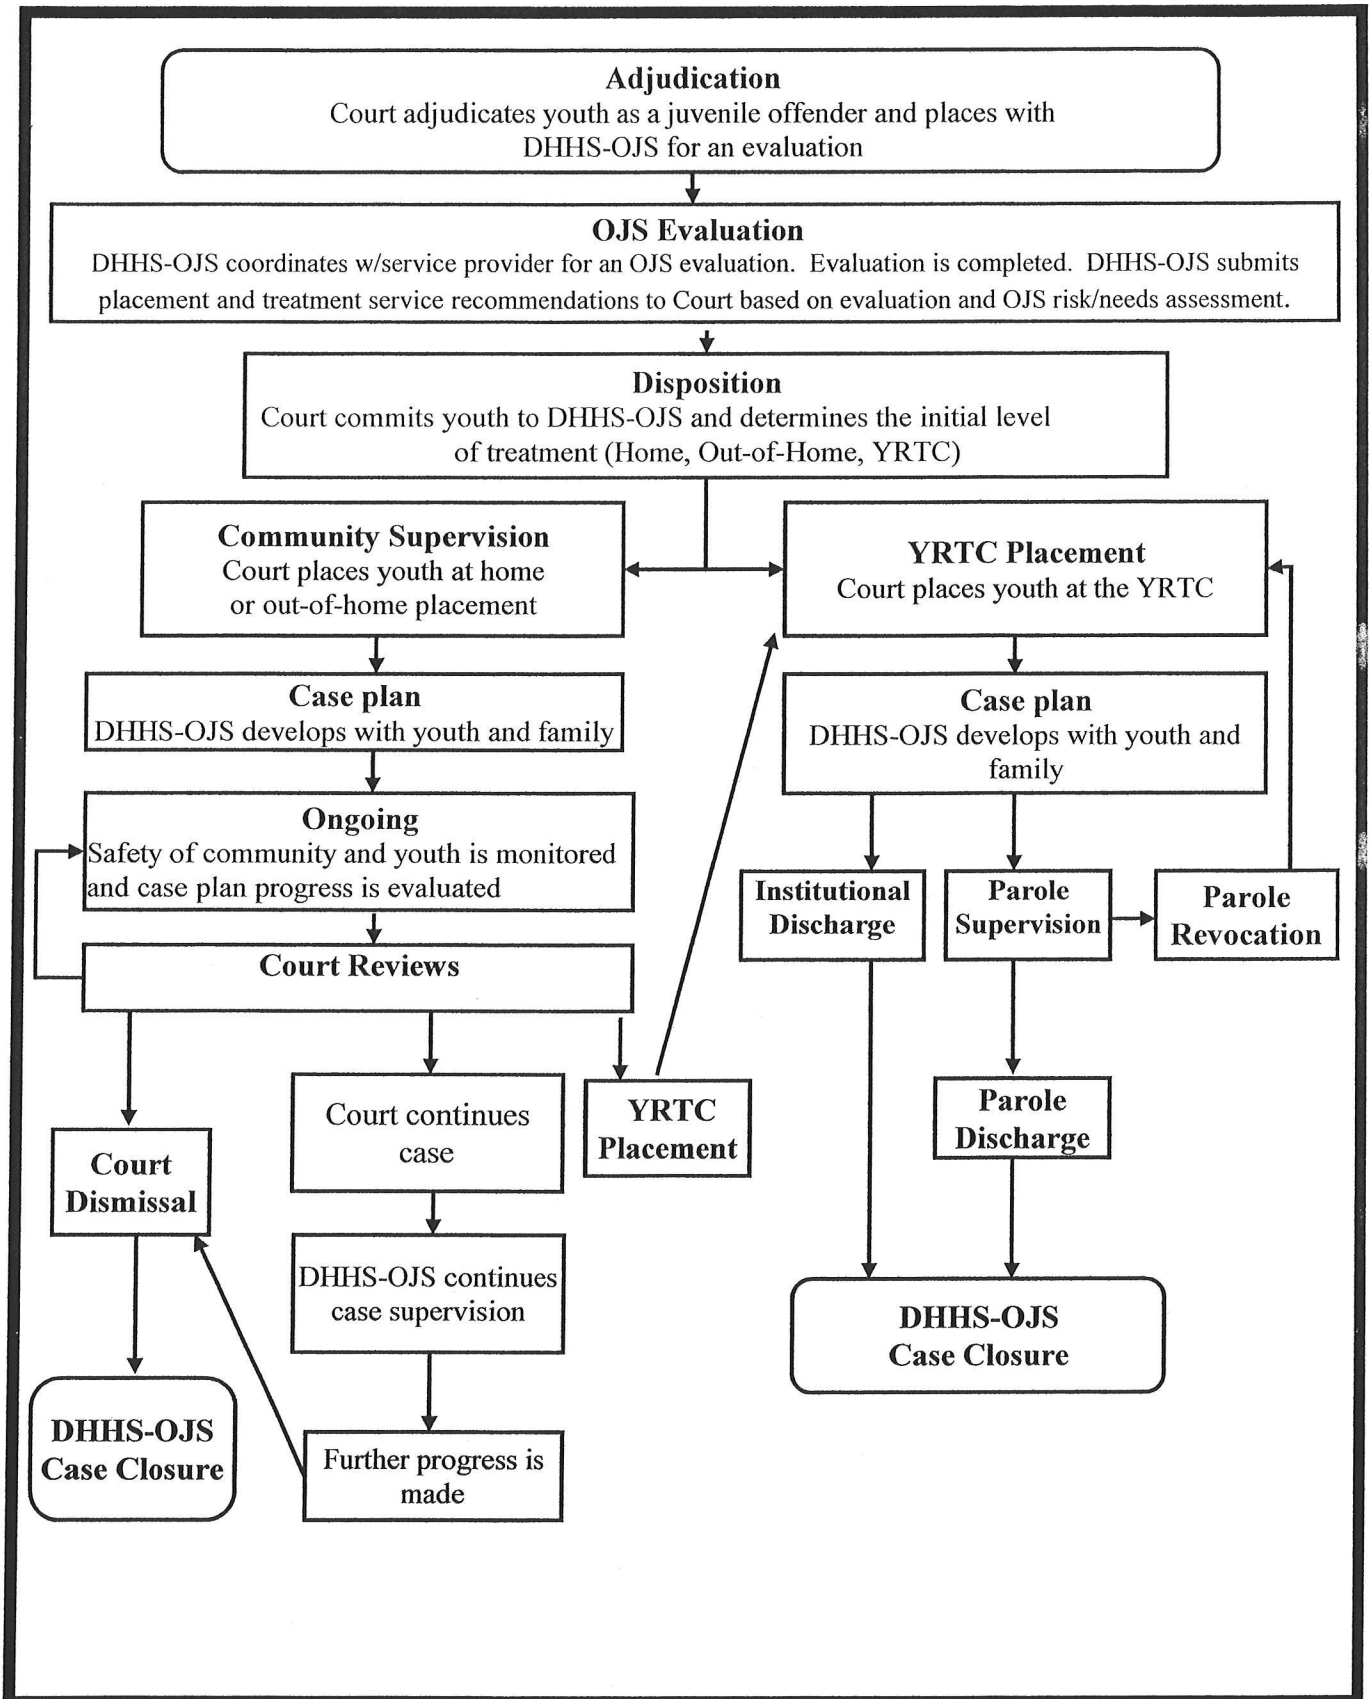 Adjudication
Court adjudicates youth as a juvenile offender and places with
DHHS-OJS for an evaluation
OJS Evaluation
DHHS-OJS coordinates w/service provider for an OJS evaluation. Evaluation is completed. DHHS-OJS submits
placement and treatment service recommendations to Court based on evaluation and OJS risk/needs assessment.
Disposition
Court commits youth to DHHS-OJS and determines the initial level
of treatment (Home, Out-of-Home, YRTC)
Community Supervision
Court places youth at home
or out-of-home placement
YRTC Placement
Court places youth at the YRTC
Case plan
DHHS-OJS develops with youth and family
Case plan
DHHS-OJS develops with youth and
family
Ongoing
Safety of community and youth is monitored
and case plan progress is evaluated
Institutional
Discharge
Parole
Supervision
Parole
Revocation
Court Reviews
Court
Dismissal
Court continues
case
YRTC
Placement
Parole
Discharge
DHHS-OJS continues
case supervision
DHHS-OJS
Case Closure
DHHS-OJS
Case Closure
Further progress is
made